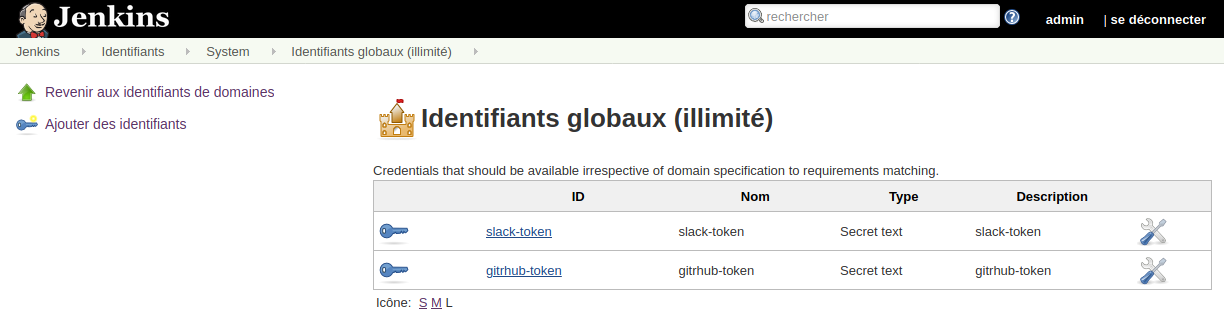 Jenkins
rechercher
admin | se déconnecter
Jenkins Identifiants System Identifiants globaux (illimité)
Revenir aux identifiants de domaines
Ajouter des identifiants
Identifiants globaux (illimité)
Credentials that should be available irrespective of domain specification to requirements matching.
ID Nom Type Description
slack-token slack-token Secret text slack-token
gitrhub-token gitrhub-token Secret text gitrhub-token
Icône: S M L